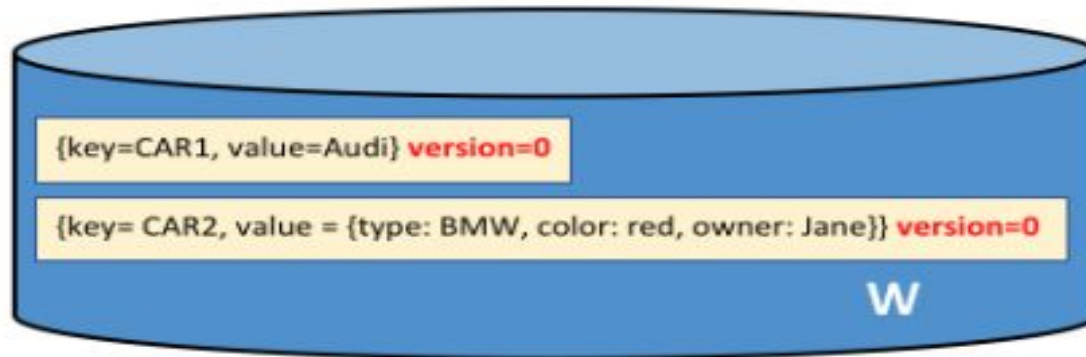 {key=CAR1, value=Audi} version=0
{key= CAR2, value = {type: BMW, color: red, owner: Jane}} version=0
W